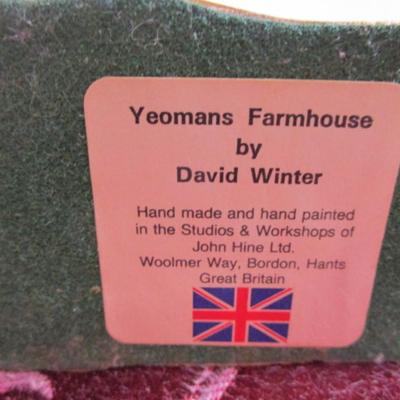 Yeomans Farmhouse
by
David Winter
Hand made and hand painted
in the Studios & Workshops of
John Hine Ltd.
Woolmer Way, Bordon, Hants
Great Britain